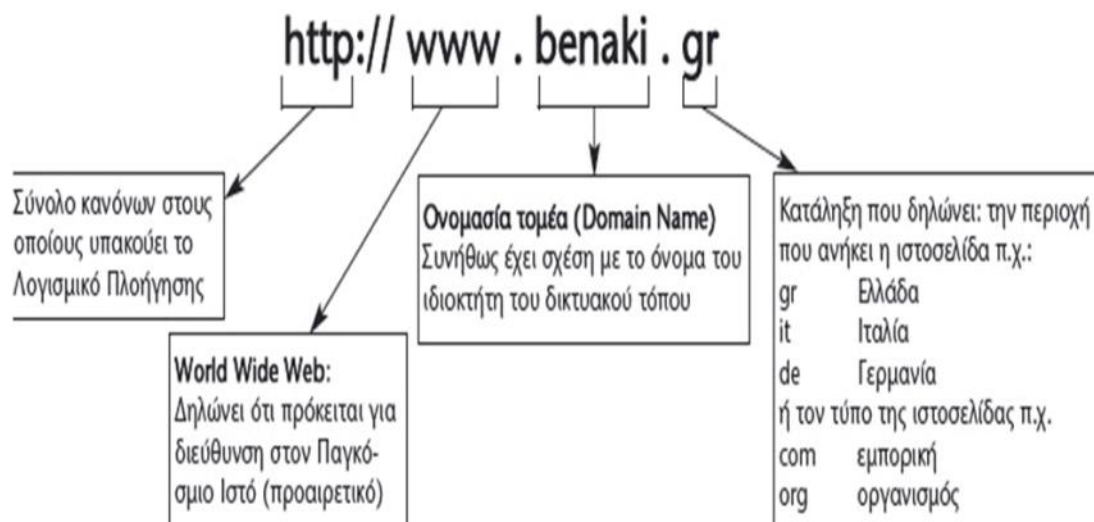 http:// www . benaki . gr
Σύνολο κανόνων στους
οποίους υπακούει το
Λογισμικό Πλοήγησης
World Wide Web:
Δηλώνει ότι πρόκειται για
διεύθυνση στον Παγκό-
σμιο Ιστό (προαιρετικό)
Ονομασία τομέα (Domain Name)
Συνήθως έχει σχέση με το όνομα του
ιδιοκτήτη του δικτυακού τόπου
Κατάληξη που δηλώνει: την περιοχή
που ανήκει η ιστοσελίδα π.χ.:
gr Ελλάδα
it Ιταλία
de Γερμανία
ή τον τύπο της ιστοσελίδας π.χ.
com εμπορική
org οργανισμός